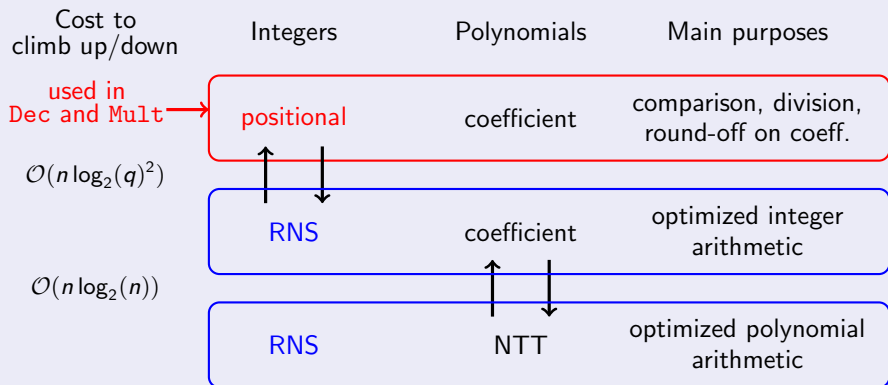 Cost to
climb up/down
Integers
Polynomials
Main purposes
used in
Dec and Mult
positional
coefficient
comparison, division,
round-off on coeff.
𝒪(n log₂(q)²)
RNS
coefficient
optimized integer
arithmetic
𝒪(n log₂(n))
RNS
NTT
optimized polynomial
arithmetic